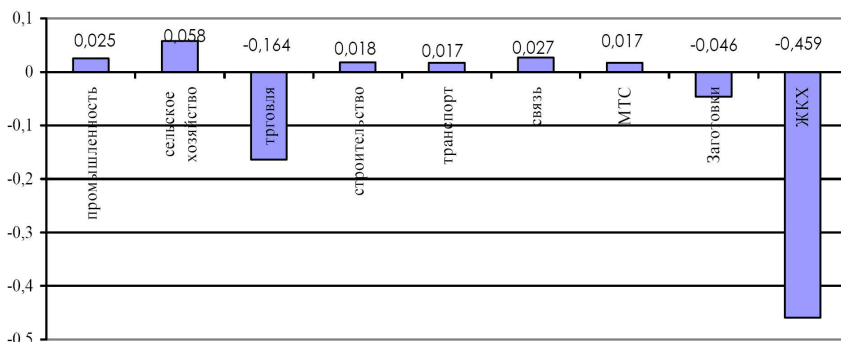 0,1
0,025
0,058
-0,164
0,018
0,017
0,027
0,017
-0,046
-0,459
0
-0,1
-0,2
-0,3
-0,4
-0,5
промышленность
сельское
хозяйство
трговля
строительство
транспорт
связь
МТС
Заготовки
ЖКХ